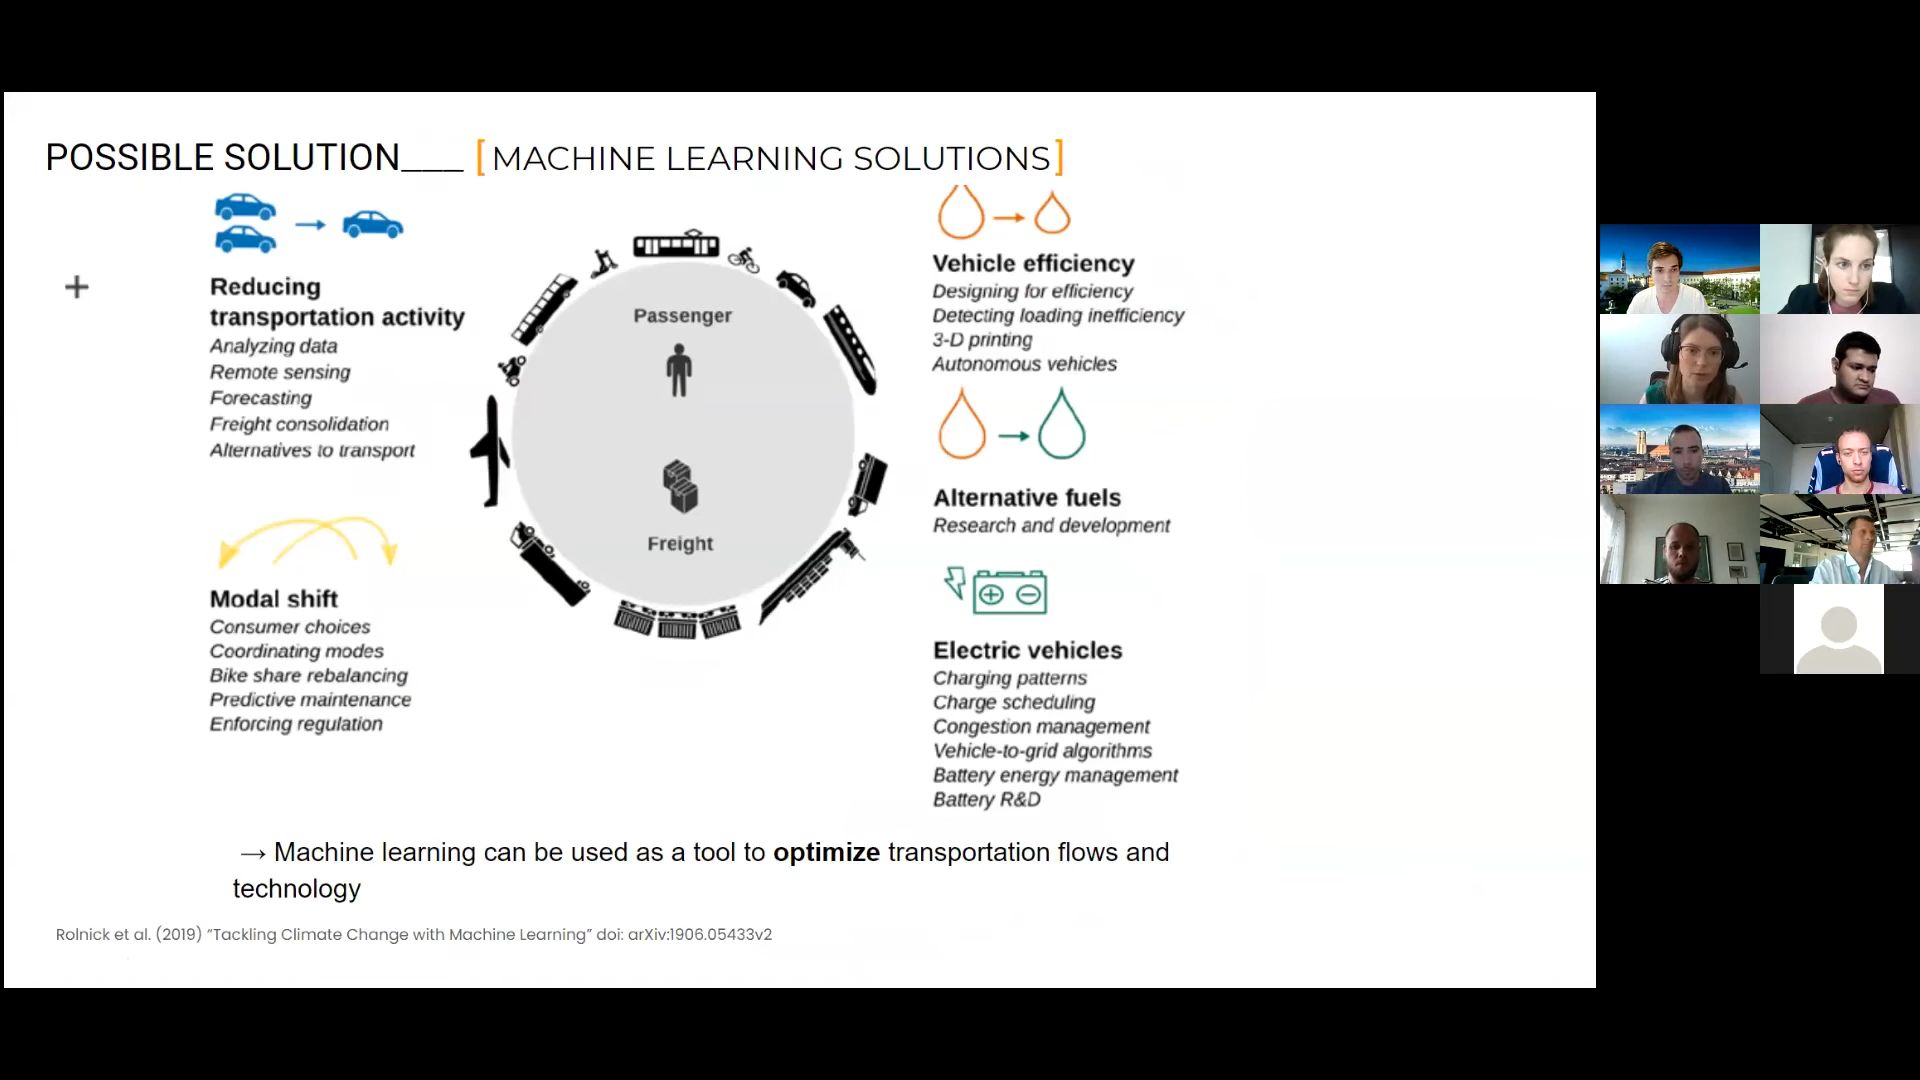 POSSIBLE SOLUTION___ [MACHINE LEARNING SOLUTIONS]
Reducing
transportation activity
Analyzing data
Remote sensing
Forecasting
Freight consolidation
Alternatives to transport
Modal shift
Consumer choices
Coordinating modes
Bike share rebalancing
Predictive maintenance
Enforcing regulation
Passenger
Freight
Vehicle efficiency
Designing for efficiency
Detecting loading inefficiency
3-D printing
Autonomous vehicles
Alternative fuels
Research and development
Electric vehicles
Charging patterns
Charge scheduling
Congestion management
Vehicle-to-grid algorithms
Battery energy management
Battery R&D
→ Machine learning can be used as a tool to optimize transportation flows and
technology
Rolnick et al. (2019) “Tackling Climate Change with Machine Learning” doi: arXiv:1906.05433v2